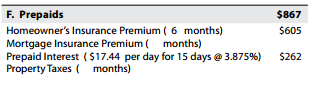 F. Prepaids $867
Homeowner's Insurance Premium ( 6 months) $605
Mortgage Insurance Premium ( months)
Prepaid Interest ( $17.44 per day for 15 days @ 3.875%) $262
Property Taxes ( months)